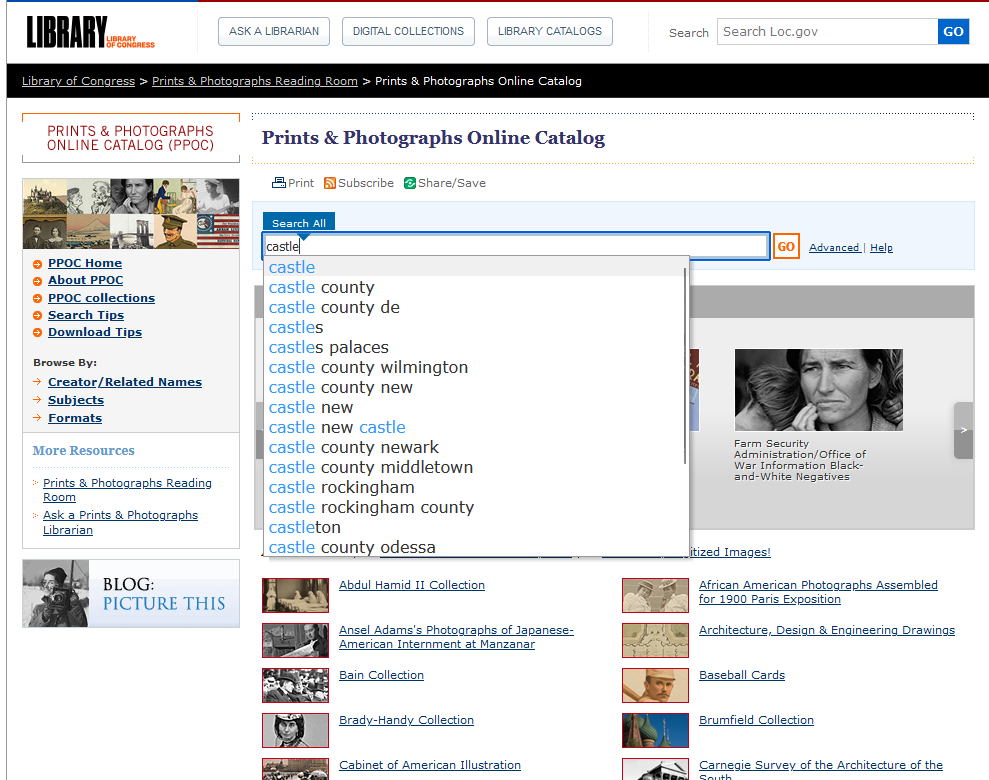 LIBRARY
LIBRARY
OF CONGRESS
ASK A LIBRARIAN
DIGITAL COLLECTIONS
LIBRARY CATALOGS
Search
Search Loc.gov
GO
Library of Congress > Prints & Photographs Reading Room > Prints & Photographs Online Catalog
PRINTS & PHOTOGRAPHS
ONLINE CATALOG (PPOC)
PPOC Home
About PPOC
PPOC collections
Search Tips
Download Tips
Browse By:
Creator/Related Names
Subjects
Formats
More Resources
Prints & Photographs Reading
Room
Ask a Prints & Photographs
Librarian
BLOG:
PICTURE THIS
Prints & Photographs Online Catalog
Print
Subscribe
Share/Save
Search All
castle
GO
Advanced | Help
castle
castle county
castle county de
castles
castles palaces
castle county wilmington
castle county new
castle new
castle new castle
castle county newark
castle county middletown
castle rockingham
castle rockingham county
castleton
castle county odessa
Farm Security
Administration/Office of
War Information Black-
and-White Negatives
>
itized Images!
Abdul Hamid II Collection
African American Photographs Assembled
for 1900 Paris Exposition
Ansel Adams's Photographs of Japanese-
American Internment at Manzanar
Architecture, Design & Engineering Drawings
Bain Collection
Baseball Cards
Brady-Handy Collection
Brumfield Collection
Cabinet of American Illustration
Carnegie Survey of the Architecture of the
South